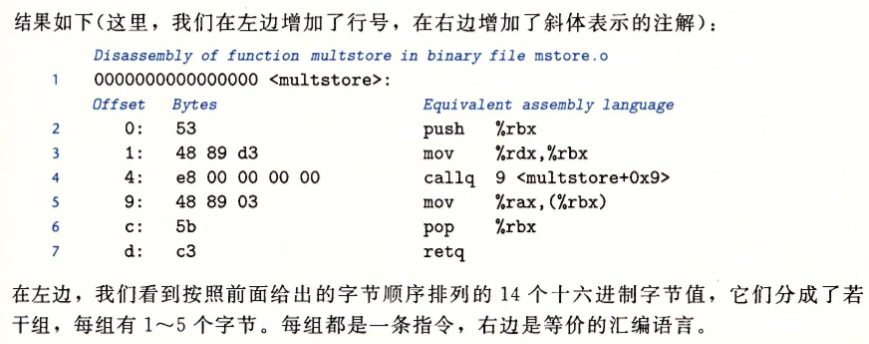 结果如下(这里，我们在左边增加了行号，在右边增加了斜体表示的注解)：
Disassembly of function multstore in binary file mstore.o
1 0000000000000000 <multstore>:
Offset Bytes Equivalent assembly language
2 0: 53 push %rbx
3 1: 48 89 d3 mov %rdx,%rbx
4 4: e8 00 00 00 00 callq 9 <multstore+0x9>
5 9: 48 89 03 mov %rax,(%rbx)
6 c: 5b pop %rbx
7 d: c3 retq
在左边，我们看到按照前面给出的字节顺序排列的 14 个十六进制字节值，它们分成了若
干组，每组有 1～5 个字节。每组都是一条指令，右边是等价的汇编语言。